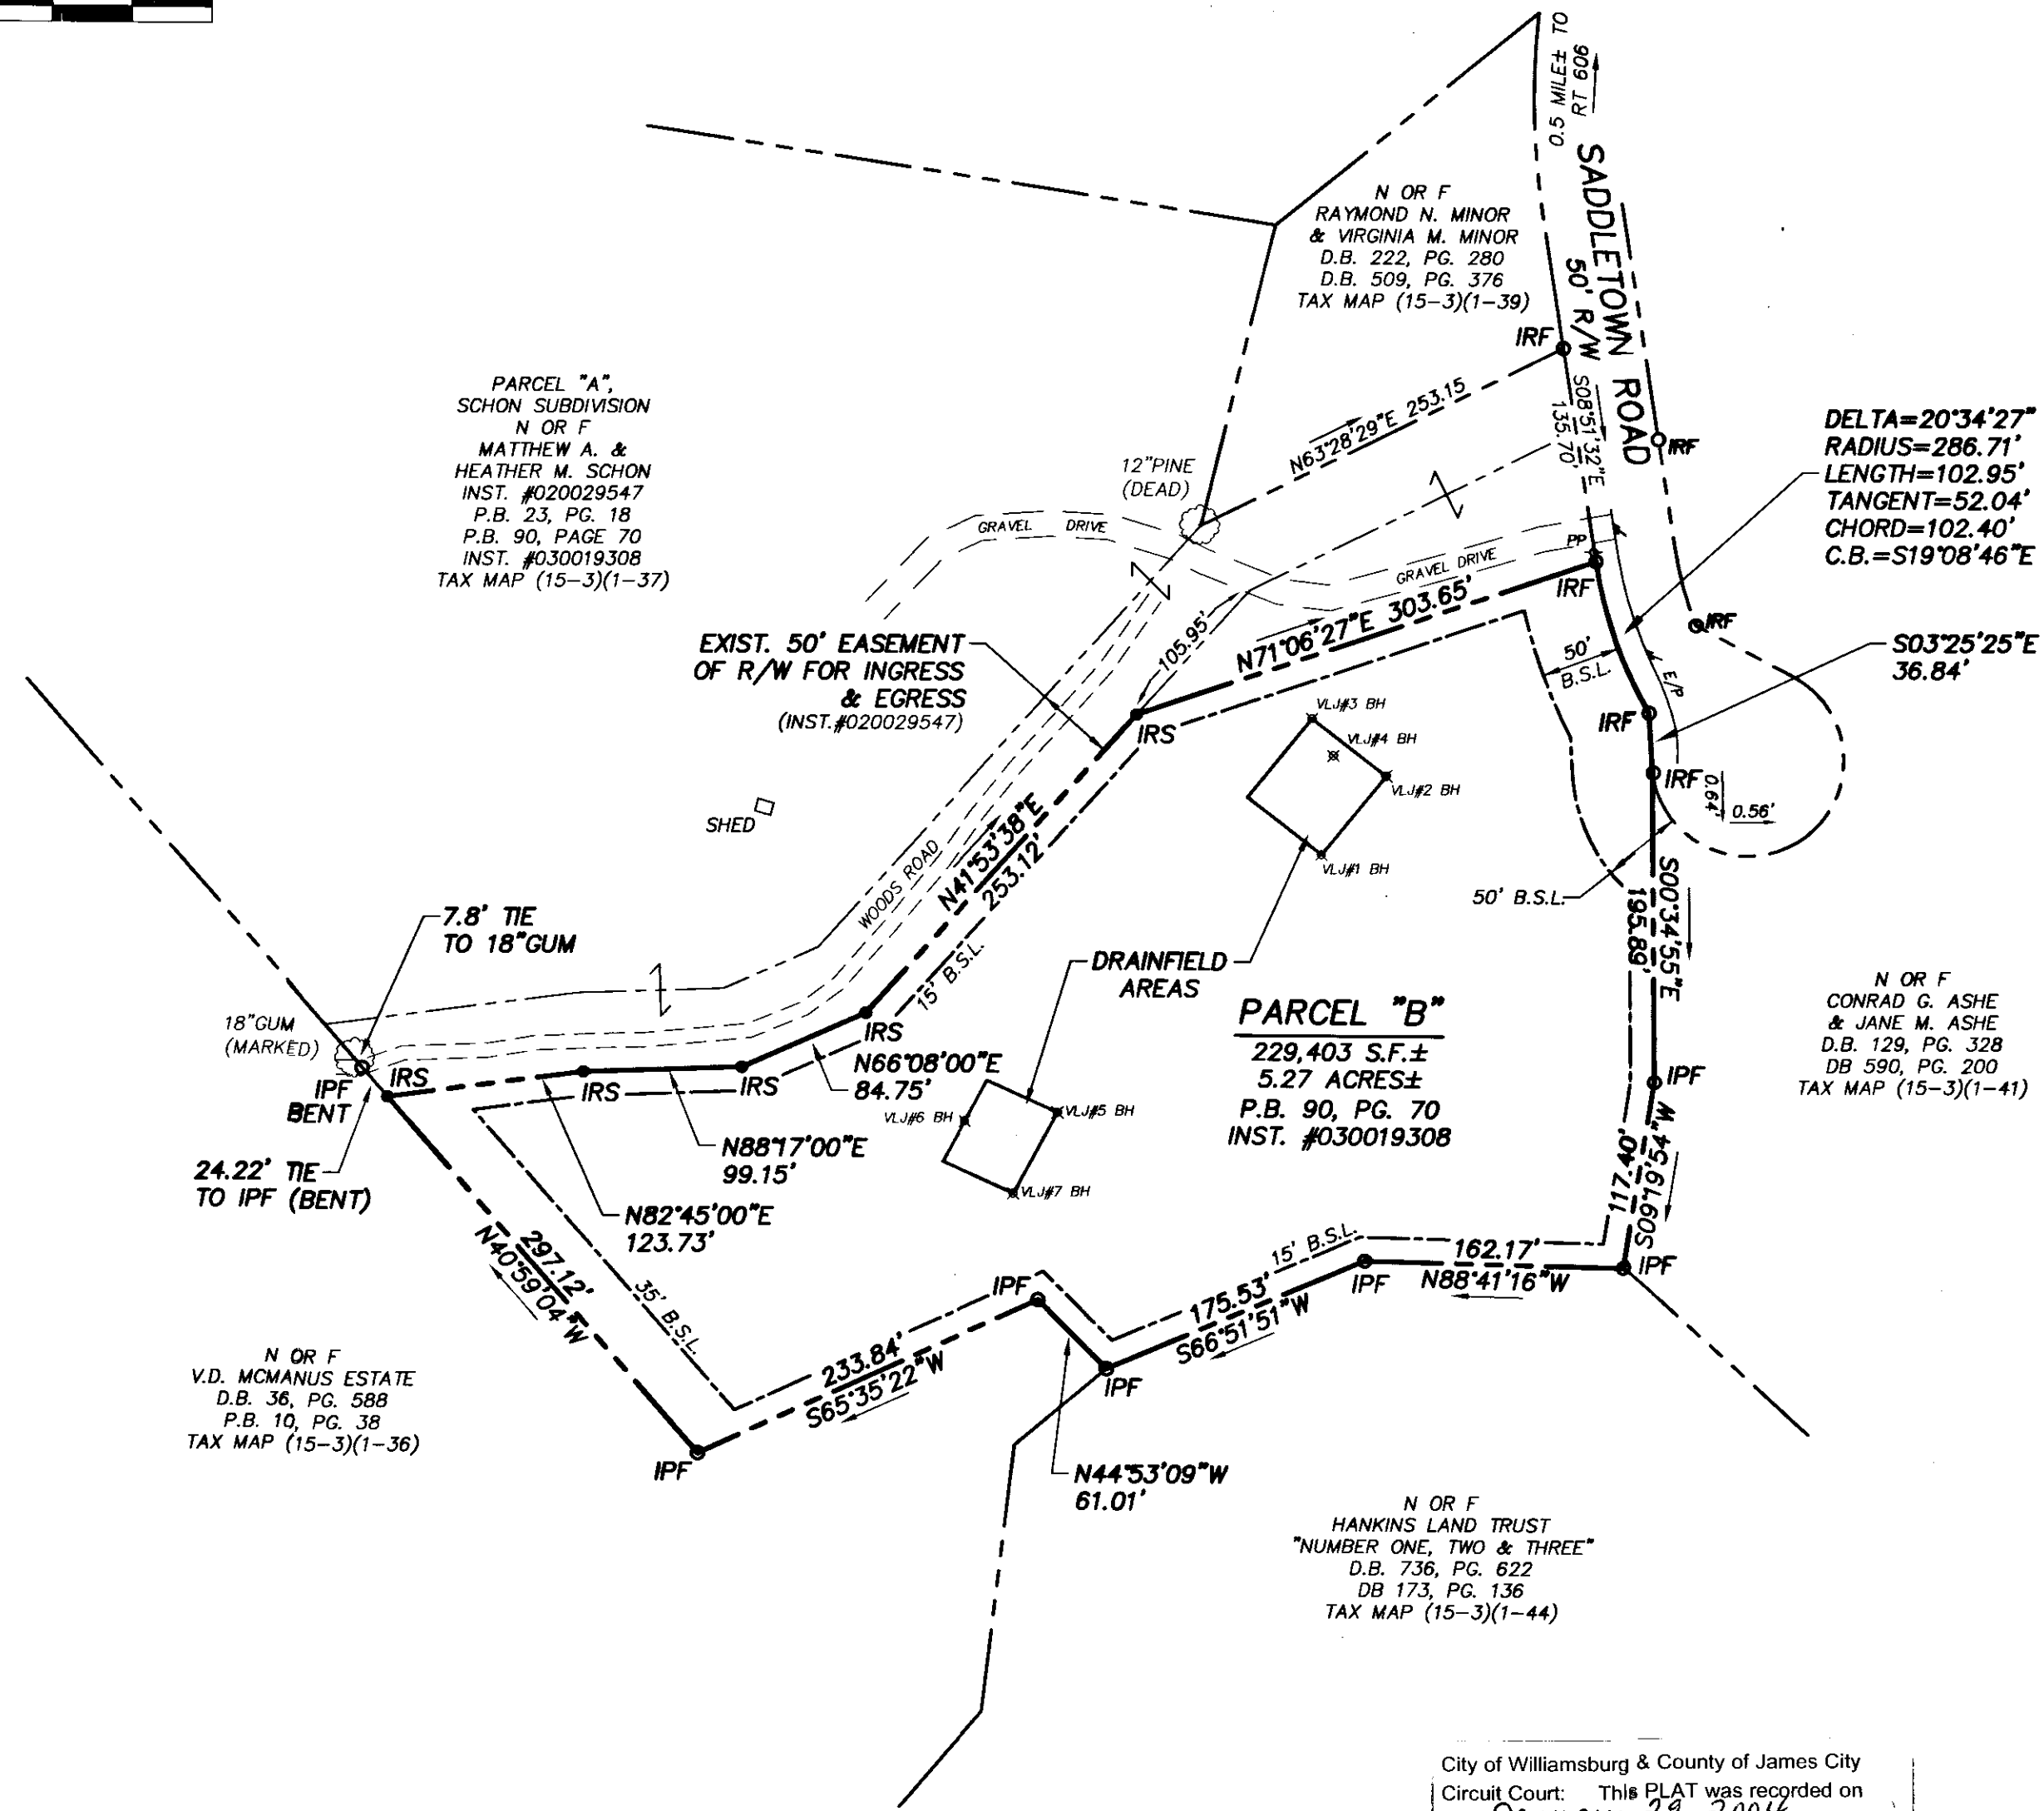 0.5 MILE± TO
RT 606
SADDLETOWN ROAD
50' R/W
N OR F
RAYMOND N. MINOR
& VIRGINIA M. MINOR
D.B. 222, PG. 280
D.B. 509, PG. 376
TAX MAP (15-3)(1-39)
IRF
S08°51'32"E
135.70'
IRF
N63°28'29"E 253.15
PARCEL "A",
SCHON SUBDIVISION
N OR F
MATTHEW A. &
HEATHER M. SCHON
INST. #020029547
P.B. 23, PG. 18
P.B. 90, PAGE 70
INST. #030019308
TAX MAP (15-3)(1-37)
DELTA=20°34'27"
RADIUS=286.71'
LENGTH=102.95'
TANGENT=52.04'
CHORD=102.40'
C.B.=S19°08'46"E
12"PINE
(DEAD)
GRAVEL DRIVE
PP
GRAVEL DRIVE
IRF
IRF
EXIST. 50' EASEMENT
OF R/W FOR INGRESS
& EGRESS
(INST.#020029547)
105.95'
N71°06'27"E 303.65'
50'
B.S.L.
E/P
S03°25'25"E
36.84'
IRS
VLJ#3 BH
VLJ#4 BH
VLJ#2 BH
VLJ#1 BH
IRF
IRF
0.64'
0.56'
SHED
WOODS ROAD
N41°53'38"E
253.12'
15' B.S.L.
50' B.S.L.
S00°34'55"E
195.89'
7.8' TIE
TO 18"GUM
18"GUM
(MARKED)
DRAINFIELD
AREAS
PARCEL "B"
229,403 S.F.±
5.27 ACRES±
P.B. 90, PG. 70
INST. #030019308
N OR F
CONRAD G. ASHE
& JANE M. ASHE
D.B. 129, PG. 328
DB 590, PG. 200
TAX MAP (15-3)(1-41)
IPF
BENT
IRS
IRS
IRS
IRS
N66°08'00"E
84.75'
VLJ#6 BH
VLJ#5 BH
VLJ#7 BH
IPF
24.22' TIE
TO IPF (BENT)
N88°17'00"E
99.15'
N82°45'00"E
123.73'
117.40'
S09°19'54"W
297.12'
N40°59'04"W
35' B.S.L.
15' B.S.L.
162.17'
N88°41'16"W
IPF
IPF
IPF
175.53'
S66°51'51"W
IPF
233.84'
S65°35'22"W
IPF
N OR F
V.D. MCMANUS ESTATE
D.B. 36, PG. 588
P.B. 10, PG. 38
TAX MAP (15-3)(1-36)
N44°53'09"W
61.01'
N OR F
HANKINS LAND TRUST
"NUMBER ONE, TWO & THREE"
D.B. 736, PG. 622
DB 173, PG. 136
TAX MAP (15-3)(1-44)
City of Williamsburg & County of James City
Circuit Court: This PLAT was recorded on